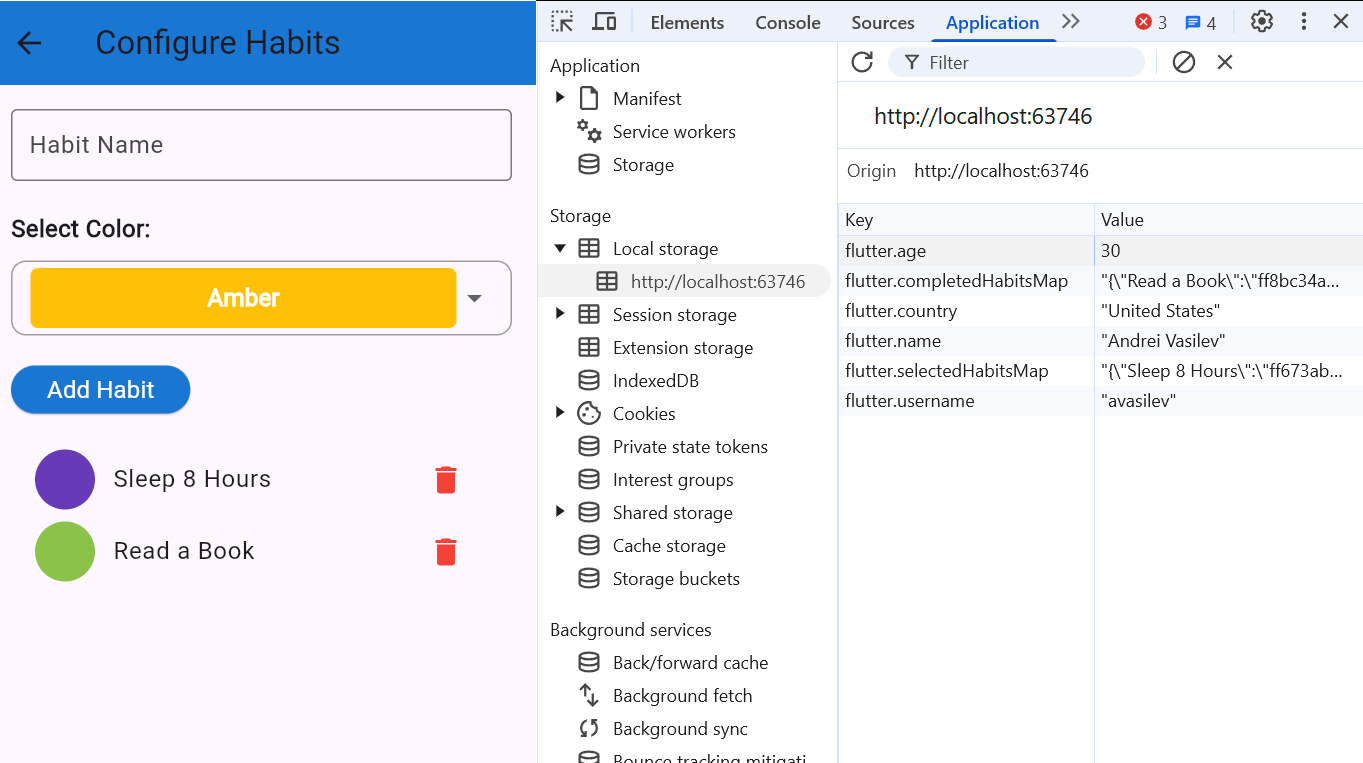 Configure Habits
Habit Name
Select Color:
Amber
Add Habit
Sleep 8 Hours
Read a Book
Elements Console Sources Application 3 4
Application
Manifest
Service workers
Storage
Storage
Local storage
http://localhost:63746
Session storage
Extension storage
IndexedDB
Cookies
Private state tokens
Interest groups
Shared storage
Cache storage
Storage buckets
Background services
Back/forward cache
Background fetch
Background sync
Bounce tracking mitigati
Filter
http://localhost:63746
Origin http://localhost:63746
Key Value
flutter.age 30
flutter.completedHabitsMap "{\"Read a Book\":\"ff8bc34a...
flutter.country "United States"
flutter.name "Andrei Vasilev"
flutter.selectedHabitsMap "{\"Sleep 8 Hours\":\"ff673ab...
flutter.username "avasilev"